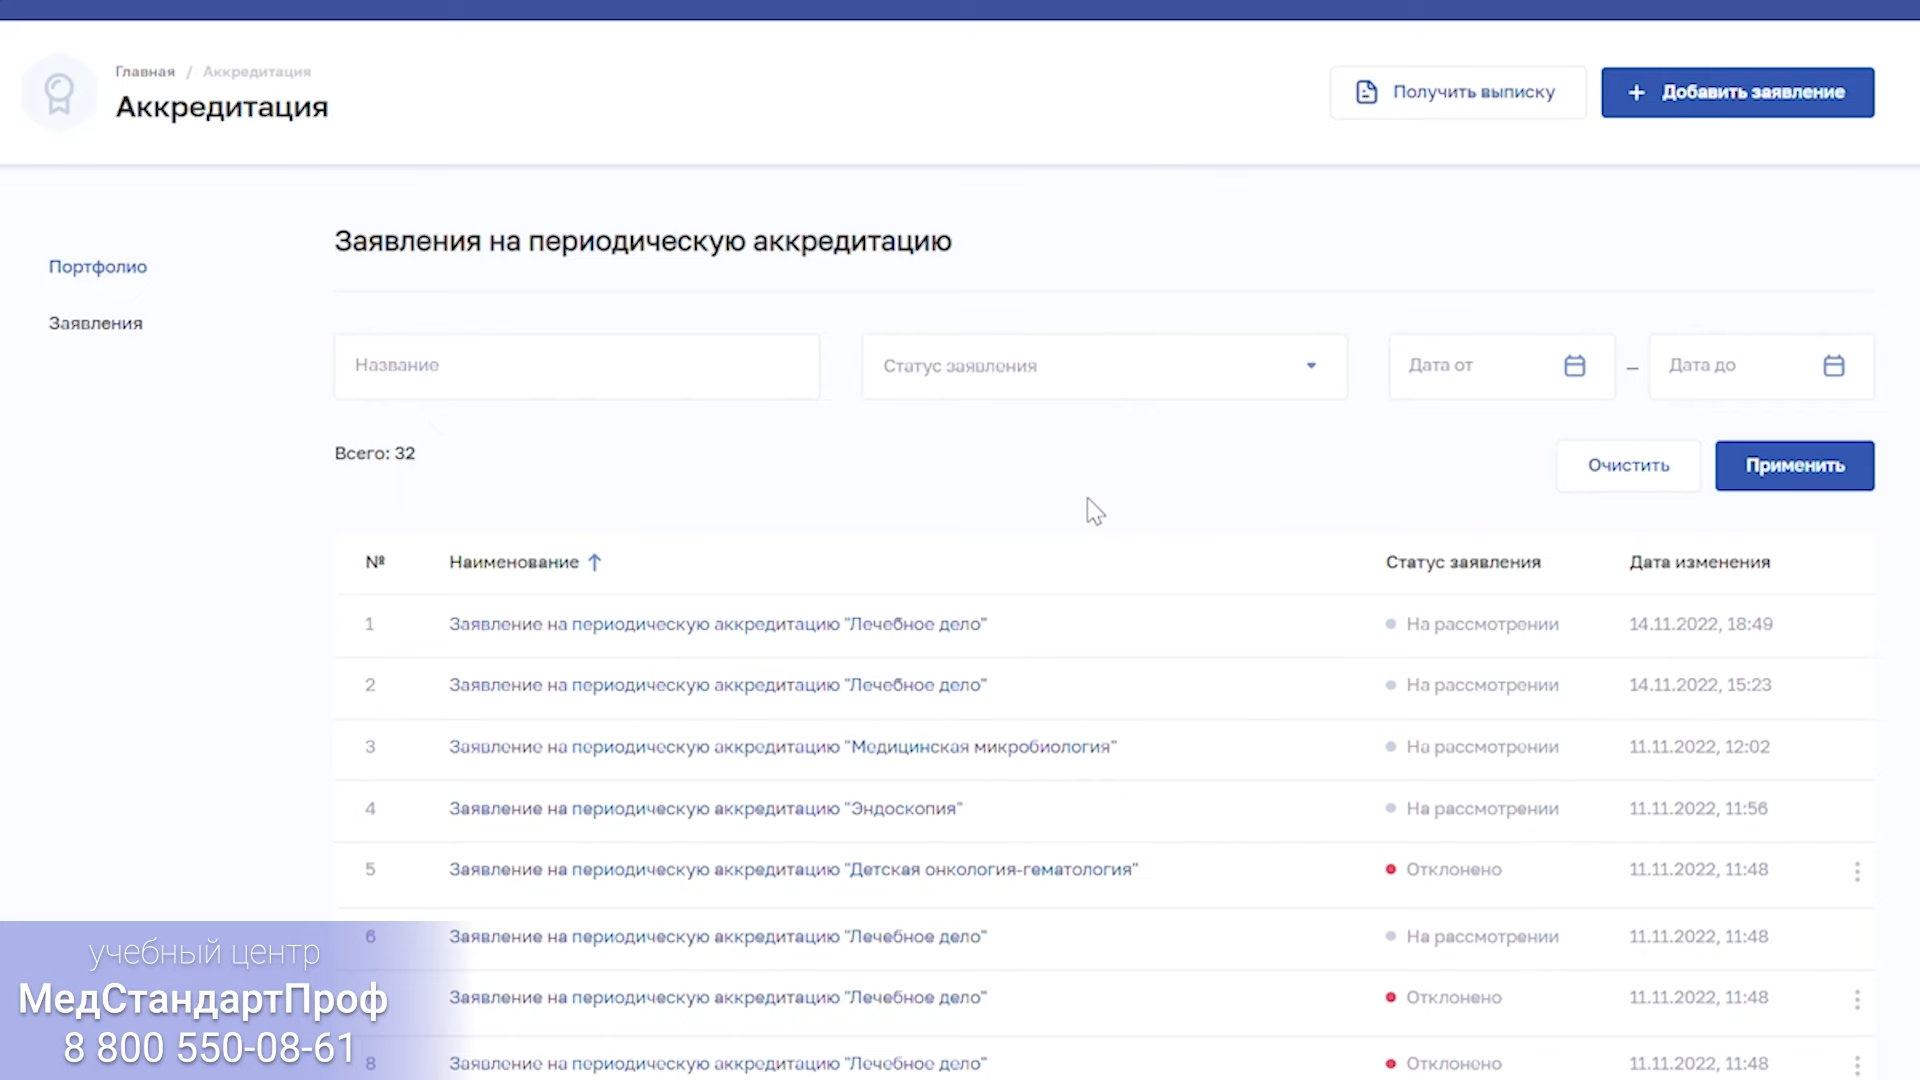 Главная / Аккредитация
Аккредитация
Получить выписку
+ Добавить заявление
Портфолио
Заявления
Заявления на периодическую аккредитацию
Название
Статус заявления
Дата от
–
Дата до
Всего: 32
Очистить
Применить
№ Наименование ↑ Статус заявления Дата изменения
1 Заявление на периодическую аккредитацию "Лечебное дело" На рассмотрении 14.11.2022, 18:49
2 Заявление на периодическую аккредитацию "Лечебное дело" На рассмотрении 14.11.2022, 15:23
3 Заявление на периодическую аккредитацию "Медицинская микробиология" На рассмотрении 11.11.2022, 12:02
4 Заявление на периодическую аккредитацию "Эндоскопия" На рассмотрении 11.11.2022, 11:56
5 Заявление на периодическую аккредитацию "Детская онкология-гематология" Отклонено 11.11.2022, 11:48
6 Заявление на периодическую аккредитацию "Лечебное дело" На рассмотрении 11.11.2022, 11:48
Заявление на периодическую аккредитацию "Лечебное дело" Отклонено 11.11.2022, 11:48
8 Заявление на периодическую аккредитацию "Лечебное дело" Отклонено 11.11.2022, 11:48
учебный центр
МедСтандартПроф
8 800 550-08-61